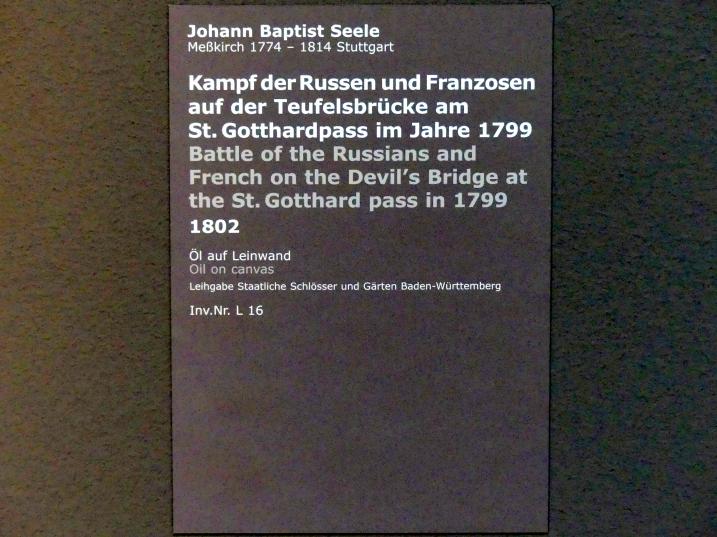 Johann Baptist Seele
Meßkirch 1774 – 1814 Stuttgart
Kampf der Russen und Franzosen
auf der Teufelsbrücke am
St. Gotthardpass im Jahre 1799
Battle of the Russians and
French on the Devil's Bridge at
the St. Gotthard pass in 1799
1802
Öl auf Leinwand
Oil on canvas
Leihgabe Staatliche Schlösser und Gärten Baden-Württemberg
Inv.Nr. L 16